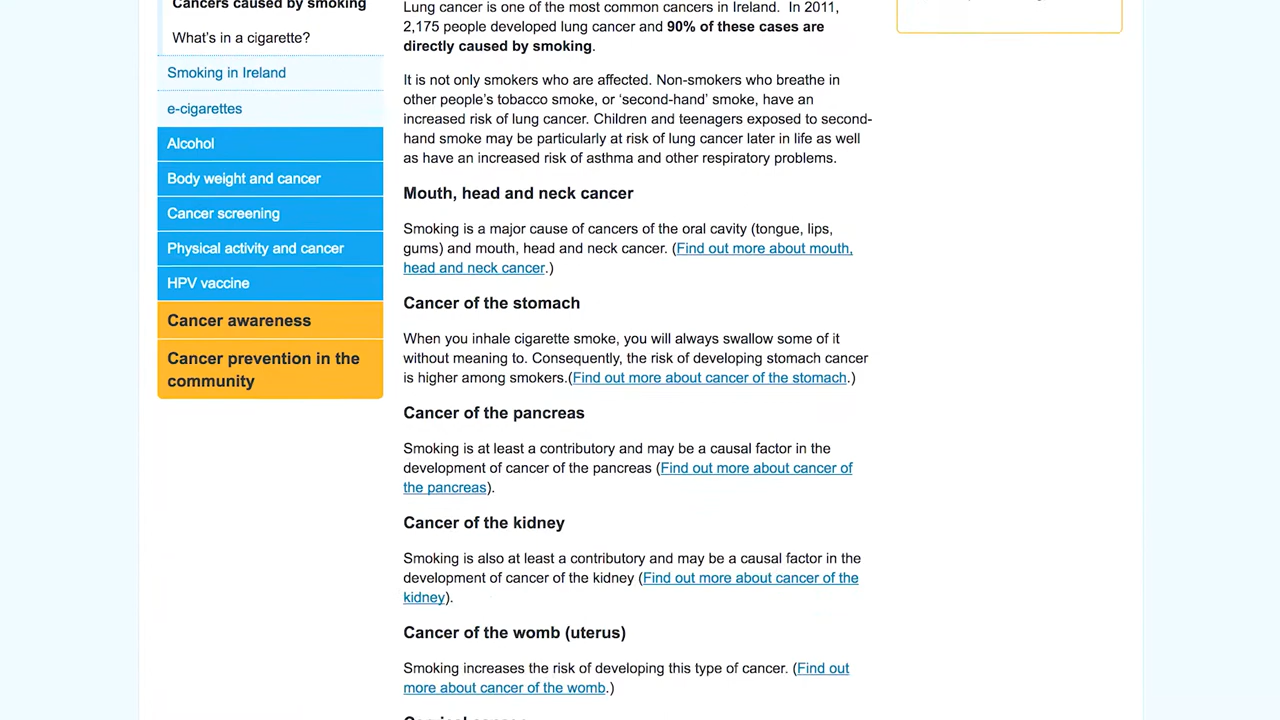 Cancers caused by smoking
What's in a cigarette?
Smoking in Ireland
e-cigarettes
Alcohol
Body weight and cancer
Cancer screening
Physical activity and cancer
HPV vaccine
Cancer awareness
Cancer prevention in the
community
Lung cancer is one of the most common cancers in Ireland. In 2011,
2,175 people developed lung cancer and 90% of these cases are
directly caused by smoking.
It is not only smokers who are affected. Non-smokers who breathe in
other people's tobacco smoke, or 'second-hand' smoke, have an
increased risk of lung cancer. Children and teenagers exposed to second-
hand smoke may be particularly at risk of lung cancer later in life as well
as have an increased risk of asthma and other respiratory problems.
Mouth, head and neck cancer
Smoking is a major cause of cancers of the oral cavity (tongue, lips,
gums) and mouth, head and neck cancer. (Find out more about mouth,
head and neck cancer.)
Cancer of the stomach
When you inhale cigarette smoke, you will always swallow some of it
without meaning to. Consequently, the risk of developing stomach cancer
is higher among smokers.(Find out more about cancer of the stomach.)
Cancer of the pancreas
Smoking is at least a contributory and may be a causal factor in the
development of cancer of the pancreas (Find out more about cancer of
the pancreas).
Cancer of the kidney
Smoking is also at least a contributory and may be a causal factor in the
development of cancer of the kidney (Find out more about cancer of the
kidney).
Cancer of the womb (uterus)
Smoking increases the risk of developing this type of cancer. (Find out
more about cancer of the womb.)